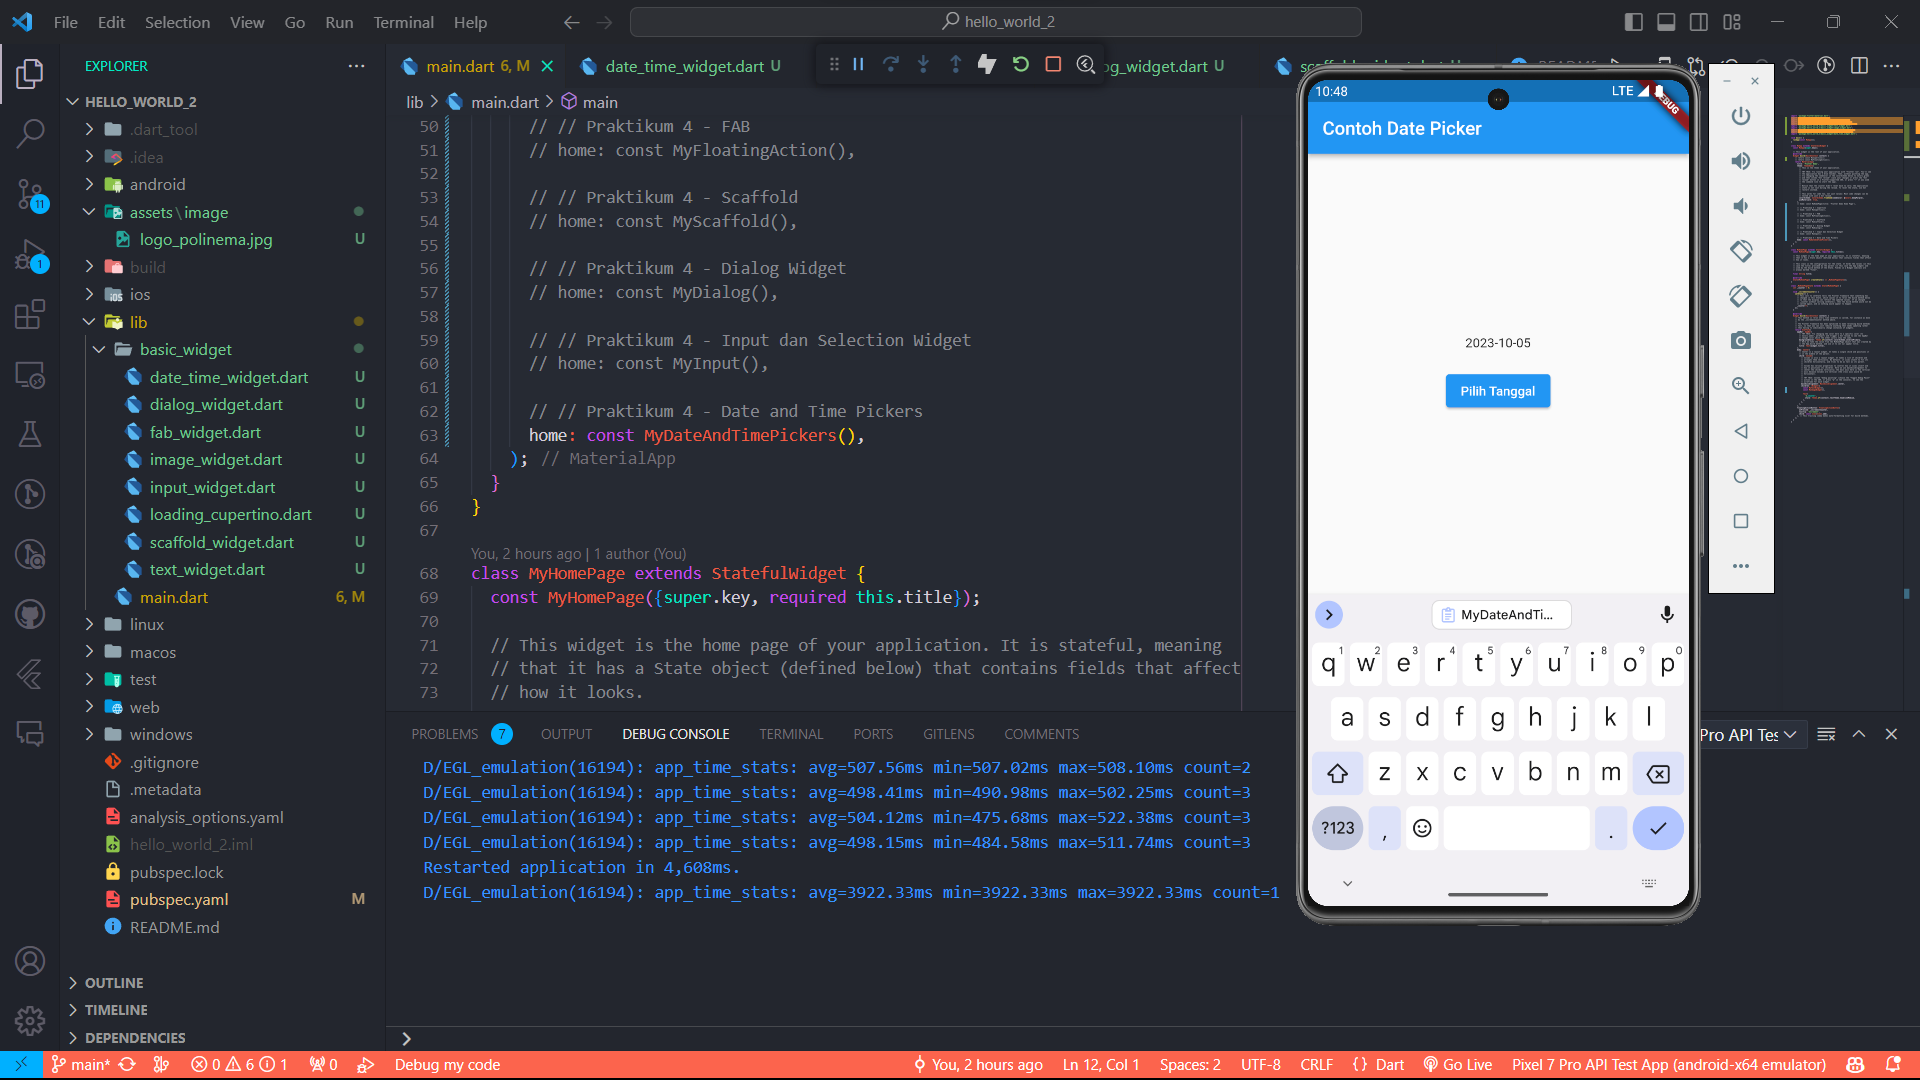 File Edit Selection View Go Run Terminal Help
hello_world_2
EXPLORER
HELLO_WORLD_2
.dart_tool
.idea
android
assets\image
logo_polinema.jpg U
build
ios
lib
basic_widget
date_time_widget.dart U
dialog_widget.dart U
fab_widget.dart U
image_widget.dart U
input_widget.dart U
loading_cupertino.dart U
scaffold_widget.dart U
text_widget.dart U
main.dart 6, M
linux
macos
test
web
windows
.gitignore
.metadata
analysis_options.yaml
hello_world_2.iml
pubspec.lock
pubspec.yaml M
README.md
OUTLINE
TIMELINE
DEPENDENCIES
11
1
main.dart 6, M
date_time_widget.dart U
og_widget.dart U
lib > main.dart > main
50 // // Praktikum 4 - FAB
51 // home: const MyFloatingAction(),
52
53 // // Praktikum 4 - Scaffold
54 // home: const MyScaffold(),
55
56 // // Praktikum 4 - Dialog Widget
57 // home: const MyDialog(),
58
59 // // Praktikum 4 - Input dan Selection Widget
60 // home: const MyInput(),
61
62 // // Praktikum 4 - Date and Time Pickers
63 home: const MyDateAndTimePickers(),
64 ); // MaterialApp
65 }
66 }
67
You, 2 hours ago | 1 author (You)
68 class MyHomePage extends StatefulWidget {
69 const MyHomePage({super.key, required this.title});
70
71 // This widget is the home page of your application. It is stateful, meaning
72 // that it has a State object (defined below) that contains fields that affect
73 // how it looks.
PROBLEMS 7 OUTPUT DEBUG CONSOLE TERMINAL PORTS GITLENS COMMENTS
Pro API Tes
D/EGL_emulation(16194): app_time_stats: avg=507.56ms min=507.02ms max=508.10ms count=2
D/EGL_emulation(16194): app_time_stats: avg=498.41ms min=490.98ms max=502.25ms count=3
D/EGL_emulation(16194): app_time_stats: avg=504.12ms min=475.68ms max=522.38ms count=3
D/EGL_emulation(16194): app_time_stats: avg=498.15ms min=484.58ms max=511.74ms count=3
Restarted application in 4,608ms.
D/EGL_emulation(16194): app_time_stats: avg=3922.33ms min=3922.33ms max=3922.33ms count=1
10:48 LTE
DEBUG
Contoh Date Picker
2023-10-05
Pilih Tanggal
MyDateAndTi...
q1 w2 e3 r4 t5 y6 u7 i8 o9 p0
a s d f g h j k l
z x c v b n m
?123 , .
main* 0 6 1 0 Debug my code You, 2 hours ago Ln 12, Col 1 Spaces: 2 UTF-8 CRLF {} Dart Go Live Pixel 7 Pro API Test App (android-x64 emulator)